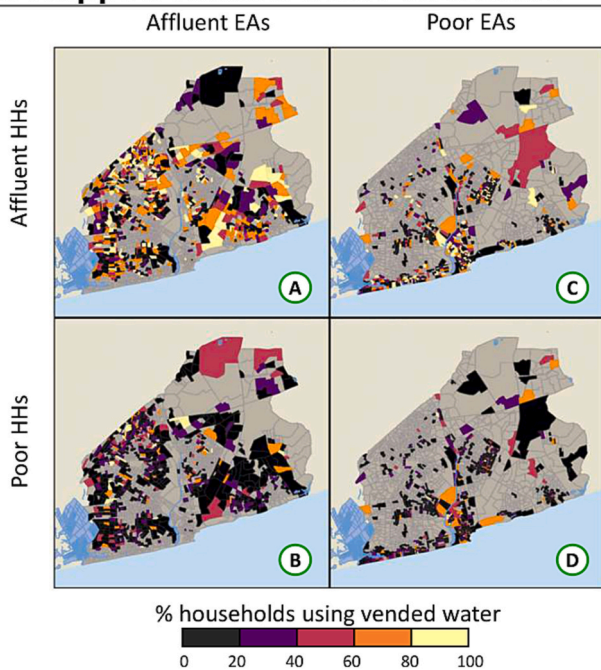 Affluent EAs
Poor EAs
Affluent HHs
A
C
Poor HHs
B
D
% households using vended water
0 20 40 60 80 100